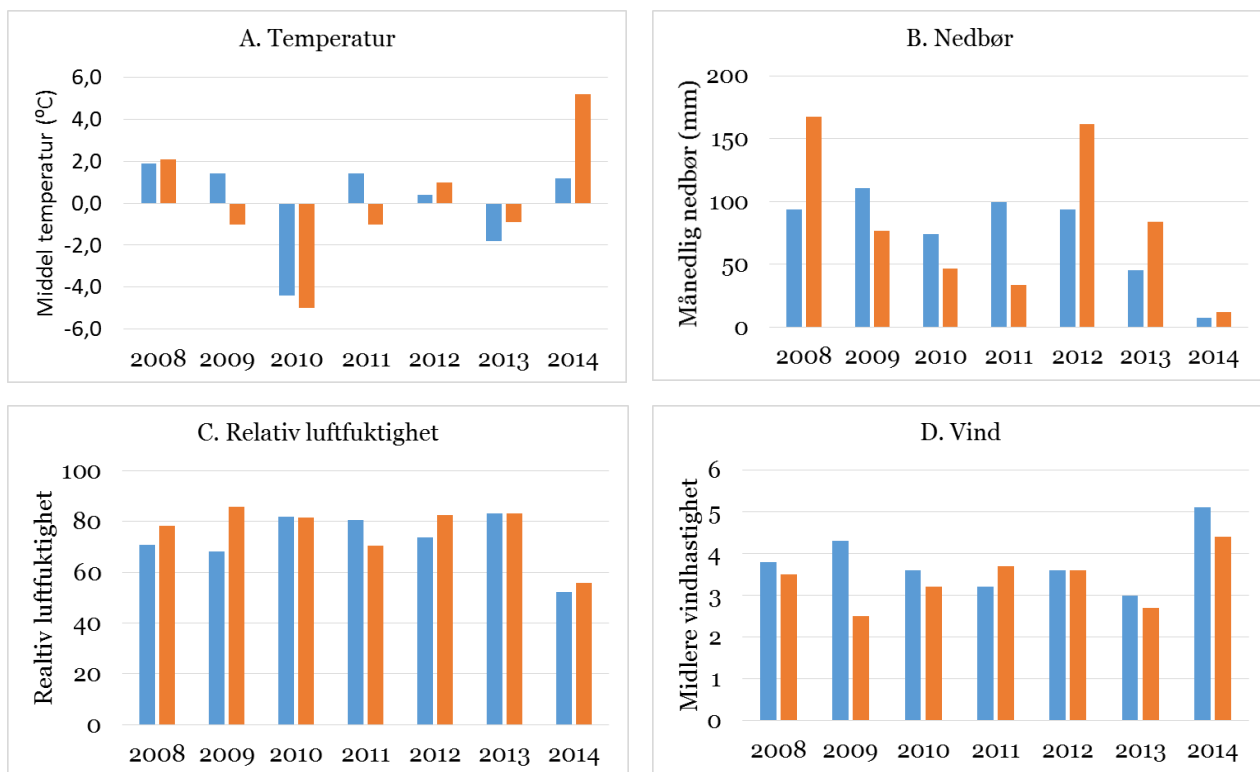 A. Temperatur
Middel temperatur (⁰C)
6,0
4,0
2,0
0,0
-2,0
-4,0
-6,0
2008 2009 2010 2011 2012 2013 2014
B. Nedbør
Månedlig nedbør (mm)
200
150
100
50
0
2008 2009 2010 2011 2012 2013 2014
C. Relativ luftfuktighet
Realtiv luftfuktighet
100
80
60
40
20
0
2008 2009 2010 2011 2012 2013 2014
D. Vind
Midlere vindhastighet
6
5
4
3
2
1
0
2008 2009 2010 2011 2012 2013 2014